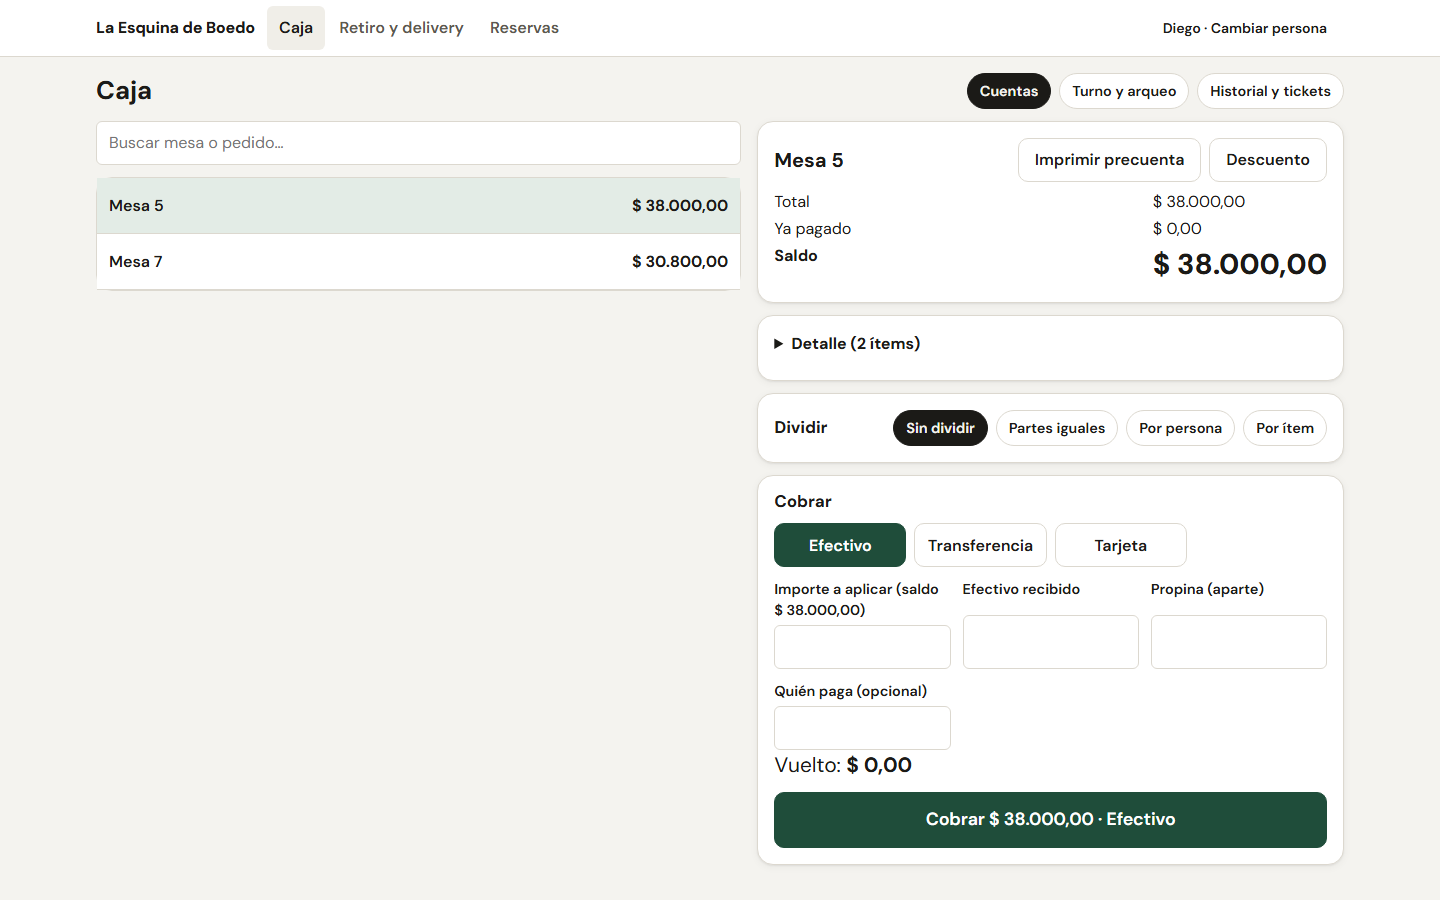 La Esquina de Boedo
Caja
Retiro y delivery
Reservas
Diego · Cambiar persona
Caja
Cuentas
Turno y arqueo
Historial y tickets
Buscar mesa o pedido…
Mesa 5
$ 38.000,00
Mesa 7
$ 30.800,00
Mesa 5
Imprimir precuenta
Descuento
Total
$ 38.000,00
Ya pagado
$ 0,00
Saldo
$ 38.000,00
Detalle (2 ítems)
Dividir
Sin dividir
Partes iguales
Por persona
Por ítem
Cobrar
Efectivo
Transferencia
Tarjeta
Importe a aplicar (saldo
$ 38.000,00)
Efectivo recibido
Propina (aparte)
Quién paga (opcional)
Vuelto: $ 0,00
Cobrar $ 38.000,00 · Efectivo